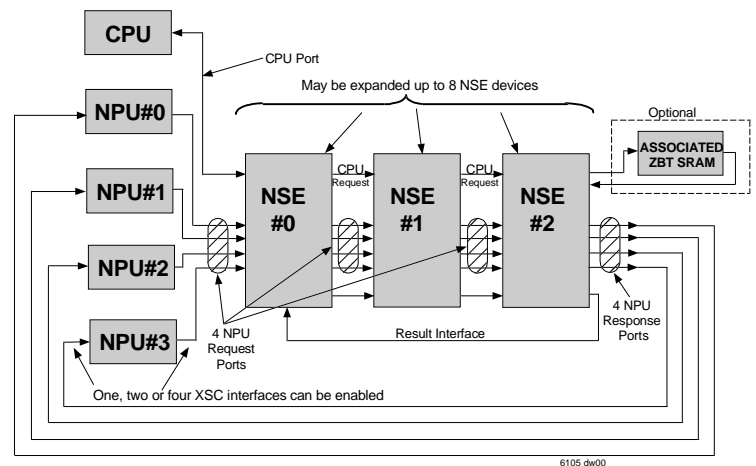 CPU
CPU Port
May be expanded up to 8 NSE devices
NPU#0
Optional
ASSOCIATED
ZBT SRAM
NPU#1
NSE
#0
CPU
Request
NSE
#1
CPU
Request
NSE
#2
NPU#2
NPU#3
4 NPU
Request
Ports
Result Interface
4 NPU
Response
Ports
One, two or four XSC interfaces can be enabled
6105 dw00